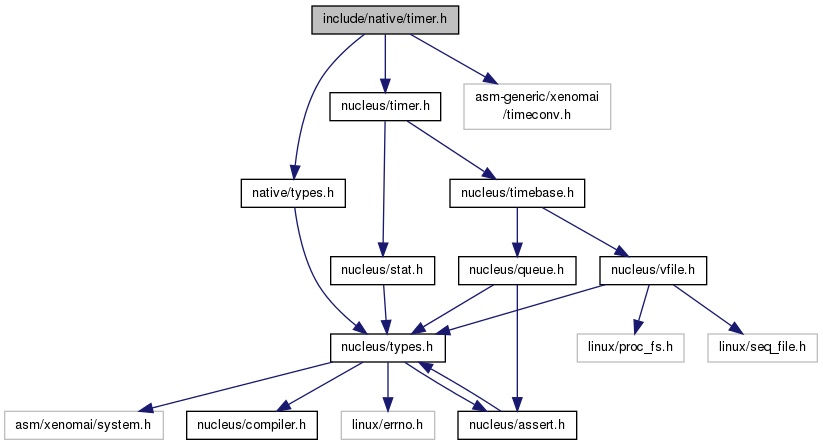 include/native/timer.h
asm-generic/xenomai
/timeconv.h
nucleus/timer.h
native/types.h
nucleus/timebase.h
nucleus/stat.h
nucleus/queue.h
nucleus/vfile.h
nucleus/types.h
linux/proc_fs.h
linux/seq_file.h
asm/xenomai/system.h
nucleus/compiler.h
linux/errno.h
nucleus/assert.h